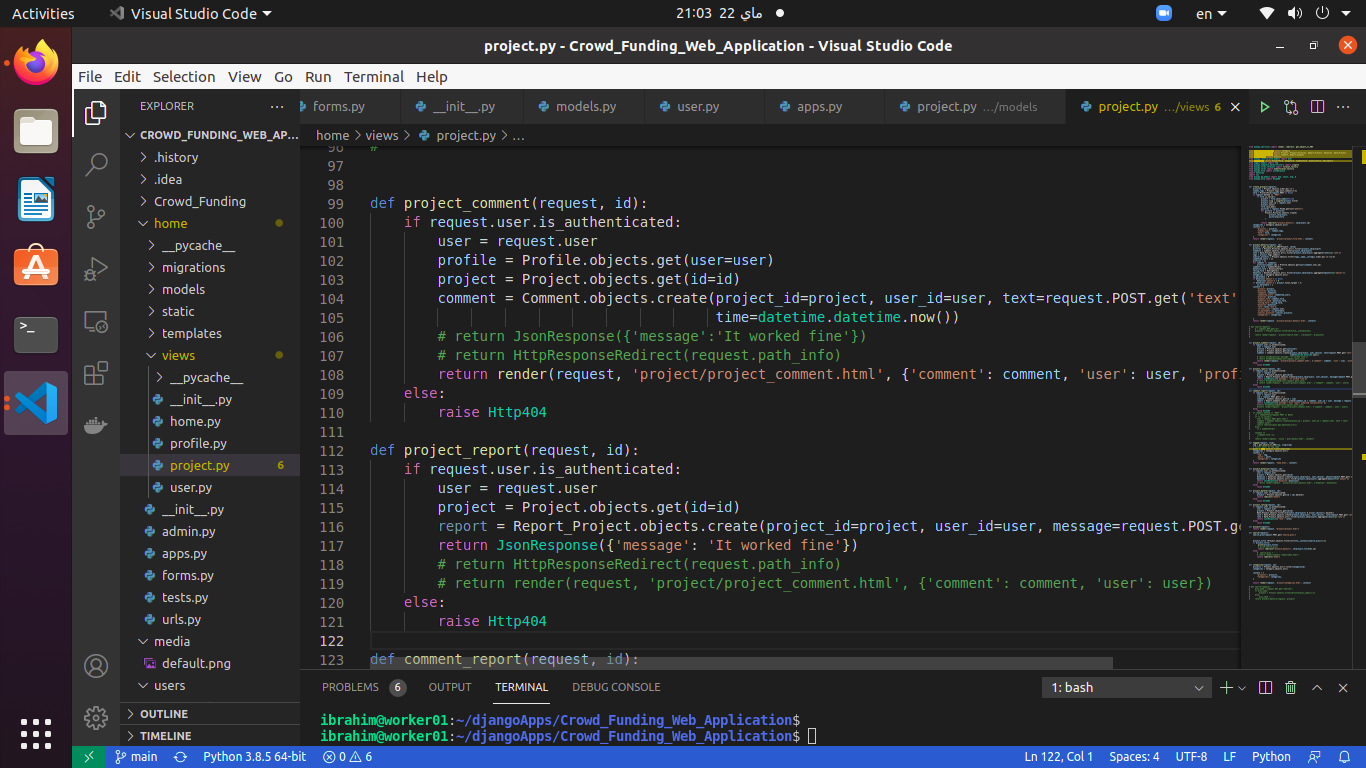 Activities
Visual Studio Code
21:03 22 ماي
en
project.py - Crowd_Funding_Web_Application - Visual Studio Code
File Edit Selection View Go Run Terminal Help
EXPLORER
forms.py __init__.py models.py user.py apps.py project.py .../models project.py .../views 6
home > views > project.py > ...
CROWD_FUNDING_WEB_AP...
.history
.idea
Crowd_Funding
home
__pycache__
migrations
models
static
templates
views
__pycache__
__init__.py
home.py
profile.py
project.py 6
user.py
__init__.py
admin.py
apps.py
forms.py
tests.py
urls.py
media
default.png
users
OUTLINE
TIMELINE
96 #
97
98
99 def project_comment(request, id):
100 if request.user.is_authenticated:
101 user = request.user
102 profile = Profile.objects.get(user=user)
103 project = Project.objects.get(id=id)
104 comment = Comment.objects.create(project_id=project, user_id=user, text=request.POST.get('text'
105 time=datetime.datetime.now())
106 # return JsonResponse({'message':'It worked fine'})
107 # return HttpResponseRedirect(request.path_info)
108 return render(request, 'project/project_comment.html', {'comment': comment, 'user': user, 'profi
109 else:
110 raise Http404
111
112 def project_report(request, id):
113 if request.user.is_authenticated:
114 user = request.user
115 project = Project.objects.get(id=id)
116 report = Report_Project.objects.create(project_id=project, user_id=user, message=request.POST.ge
117 return JsonResponse({'message': 'It worked fine'})
118 # return HttpResponseRedirect(request.path_info)
119 # return render(request, 'project/project_comment.html', {'comment': comment, 'user': user})
120 else:
121 raise Http404
122
123 def comment_report(request, id):
PROBLEMS 6 OUTPUT TERMINAL DEBUG CONSOLE
1: bash
ibrahim@worker01:~/djangoApps/Crowd_Funding_Web_Application$
ibrahim@worker01:~/djangoApps/Crowd_Funding_Web_Application$
main Python 3.8.5 64-bit 0 6 Ln 122, Col 1 Spaces: 4 UTF-8 LF Python